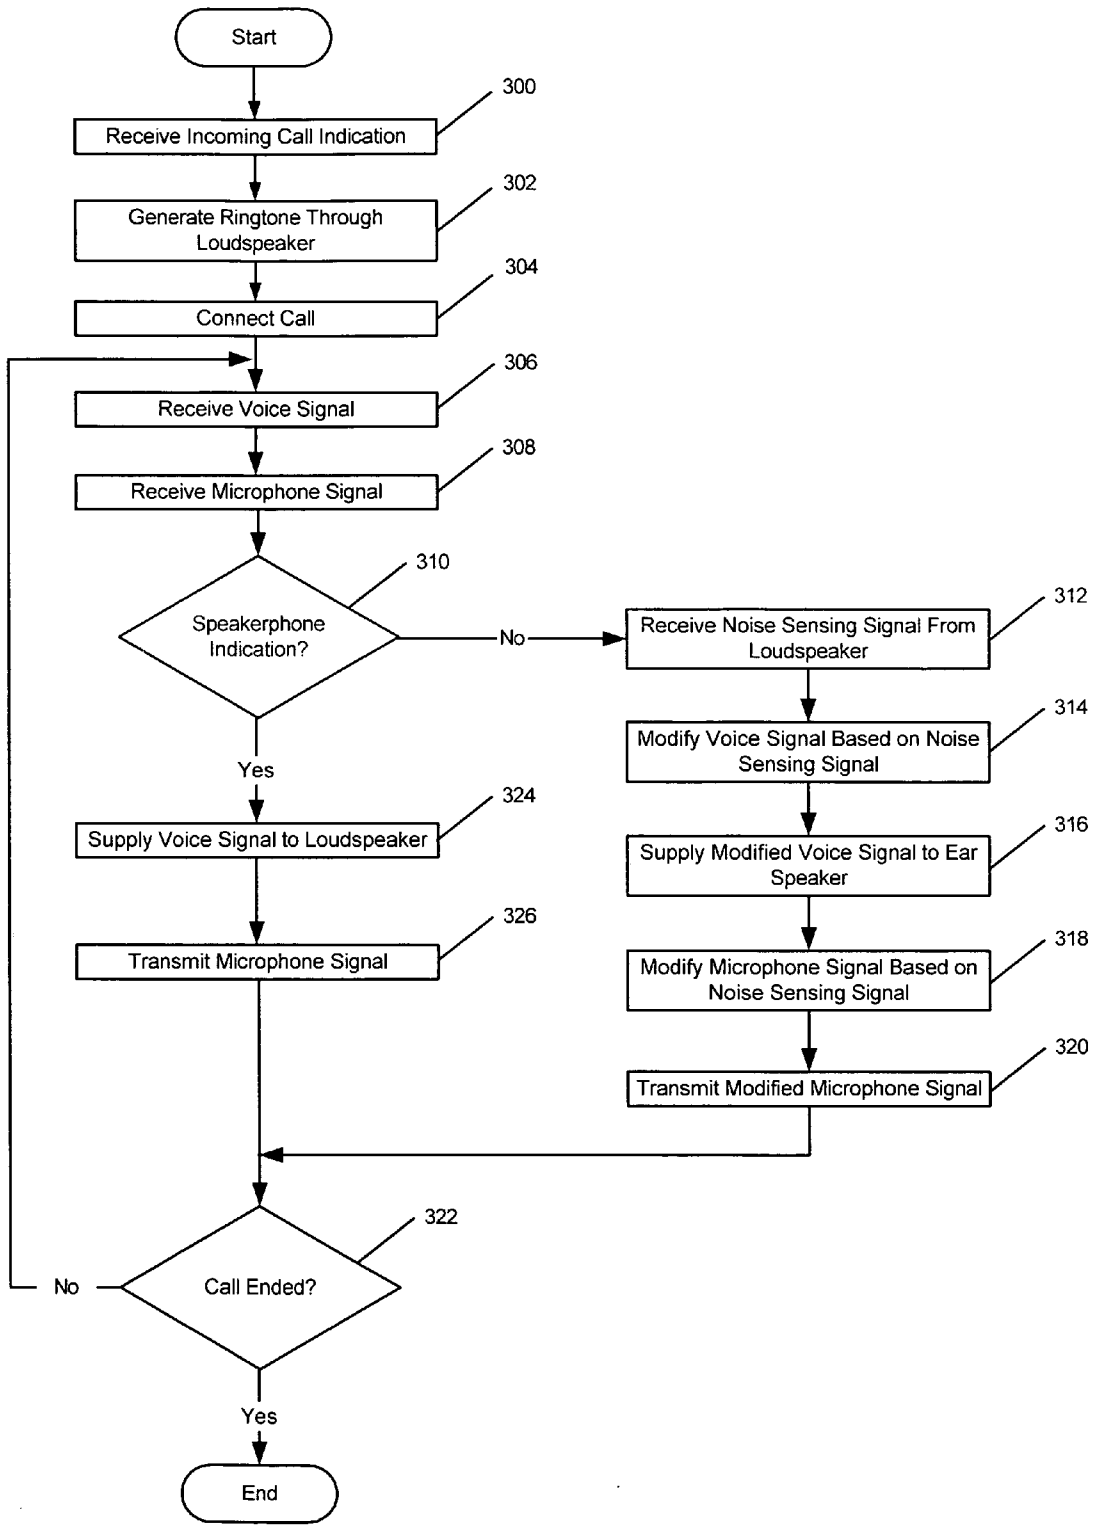 Start
300
Receive Incoming Call Indication
302
Generate Ringtone Through
Loudspeaker
304
Connect Call
306
Receive Voice Signal
308
Receive Microphone Signal
310
Speakerphone
Indication?
No
312
Receive Noise Sensing Signal From
Loudspeaker
314
Modify Voice Signal Based on Noise
Sensing Signal
316
Supply Modified Voice Signal to Ear
Speaker
318
Modify Microphone Signal Based on
Noise Sensing Signal
320
Transmit Modified Microphone Signal
Yes
324
Supply Voice Signal to Loudspeaker
326
Transmit Microphone Signal
322
Call Ended?
No
Yes
End